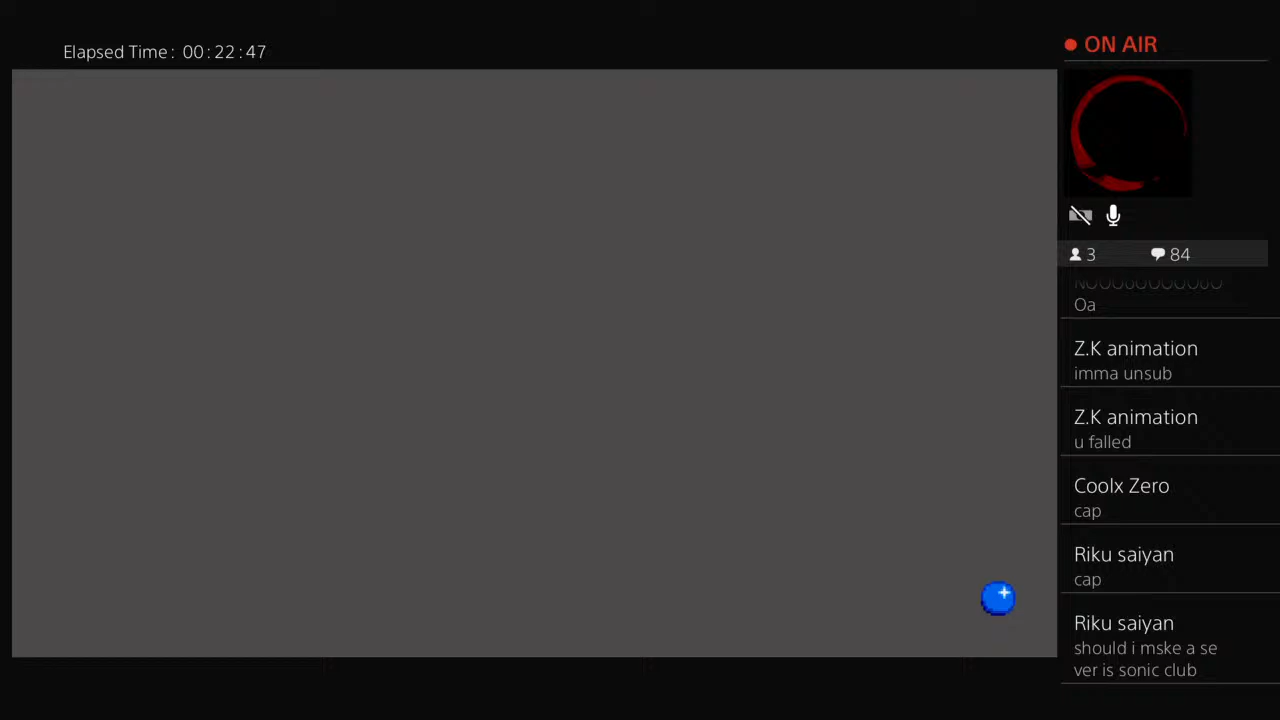 Elapsed Time: 00:22:47
ON AIR
3 84
Oa
Z.K animation
imma unsub
Z.K animation
u falled
Coolx Zero
cap
Riku saiyan
cap
Riku saiyan
should i mske a se
ver is sonic club